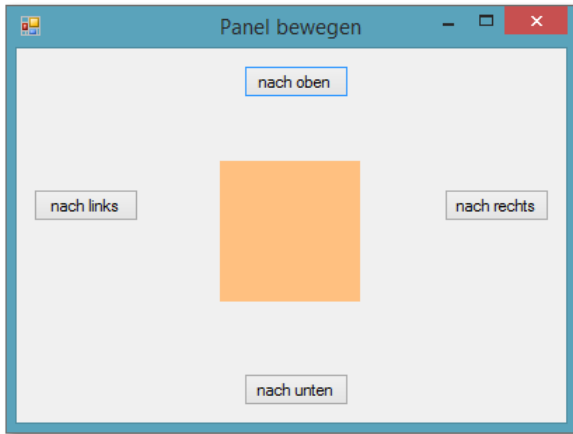 Panel bewegen
nach oben
nach links
nach rechts
nach unten